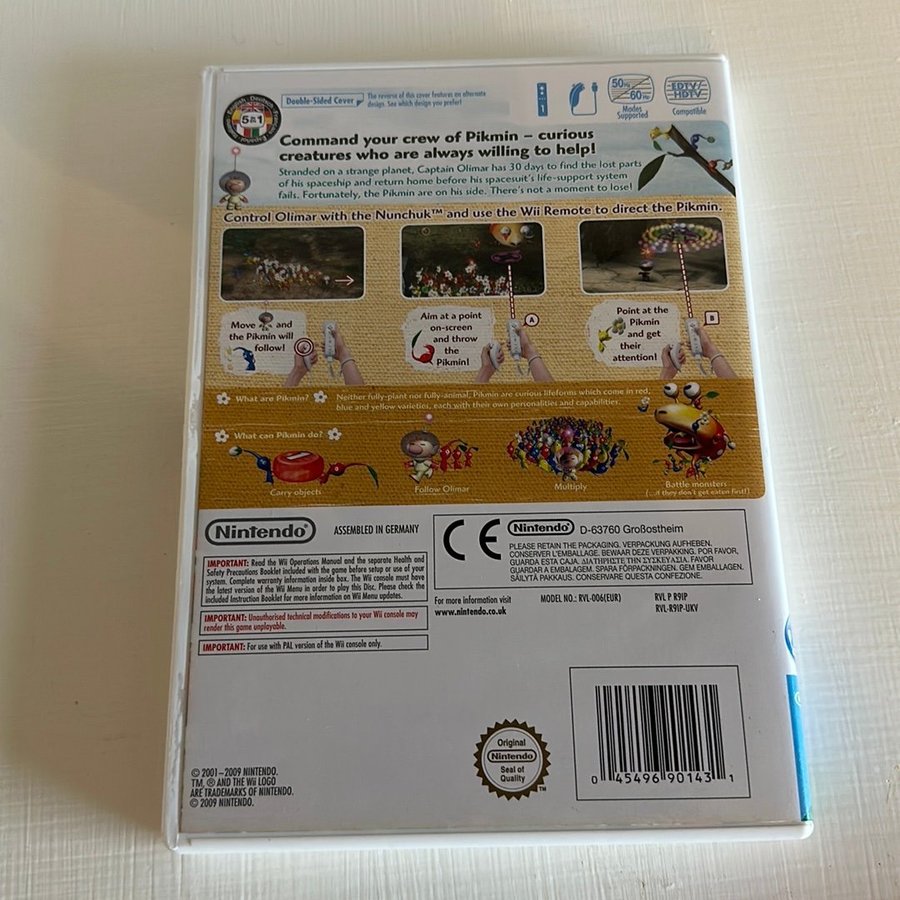 English Deutsch
5 in 1
Double-Sided Cover
The reverse of this cover features an alternate
design. See which design you prefer!
1
50Hz
60Hz
Modes
Supported
EDTV/
HDTV
Compatible
Command your crew of Pikmin – curious
creatures who are always willing to help!
Stranded on a strange planet, Captain Olimar has 30 days to find the lost parts
of his spaceship and return home before his spacesuit's life-support system
fails. Fortunately, the Pikmin are on his side. There's not a moment to lose!
Control Olimar with the Nunchuk™ and use the Wii Remote to direct the Pikmin.
Move and
the Pikmin will
follow!
Aim at a point
on-screen
and throw
the
Pikmin!
A
Point at the
Pikmin
and get
their
attention!
B
What are Pikmin?
Neither fully-plant nor fully-animal, Pikmin are curious lifeforms which come in red,
blue and yellow varieties, each with their own personalities and capabilities.
What can Pikmin do?
Carry objects
Follow Olimar
Multiply
Battle monsters
(...if they don't get eaten first!)
Nintendo®
ASSEMBLED IN GERMANY
IMPORTANT: Read the Wii Operations Manual and the separate Health and
Safety Precautions Booklet included with the game before setup or use of your
system. Complete warranty information inside box. The Wii console must have
the latest version of the Wii Menu in order to play this Disc. Please check the
included Instruction Booklet for more information on Wii Menu updates.
IMPORTANT: Unauthorised technical modifications to your Wii console may
render this game unplayable.
IMPORTANT: For use with PAL version of the Wii console only.
CE
Nintendo® D-63760 Großostheim
PLEASE RETAIN THE PACKAGING. VERPACKUNG AUFHEBEN.
CONSERVER L'EMBALLAGE. BEWAAR DEZE VERPAKKING. POR FAVOR,
GUARDA ESTA CAJA. ΔΙΑΤΗΡΗΣΤΕ ΤΗΝ ΣΥΣΚΕΥΑΣΙΑ. FAVOR
GUARDAR A EMBALAGEM. SPARA FÖRPACKNINGEN. GEM EMBALLAGEN.
SÄILYTÄ PAKKAUS. CONSERVARE QUESTA CONFEZIONE.
For more information visit
www.nintendo.co.uk
MODEL NO.: RVL-006(EUR)
RVL P R9IP
RVL-R9IP-UKV
Original
Nintendo
Seal of
Quality
TM
0 45496 90143 1
© 2001–2009 NINTENDO.
TM, ® AND THE Wii LOGO
ARE TRADEMARKS OF NINTENDO.
© 2009 NINTENDO.